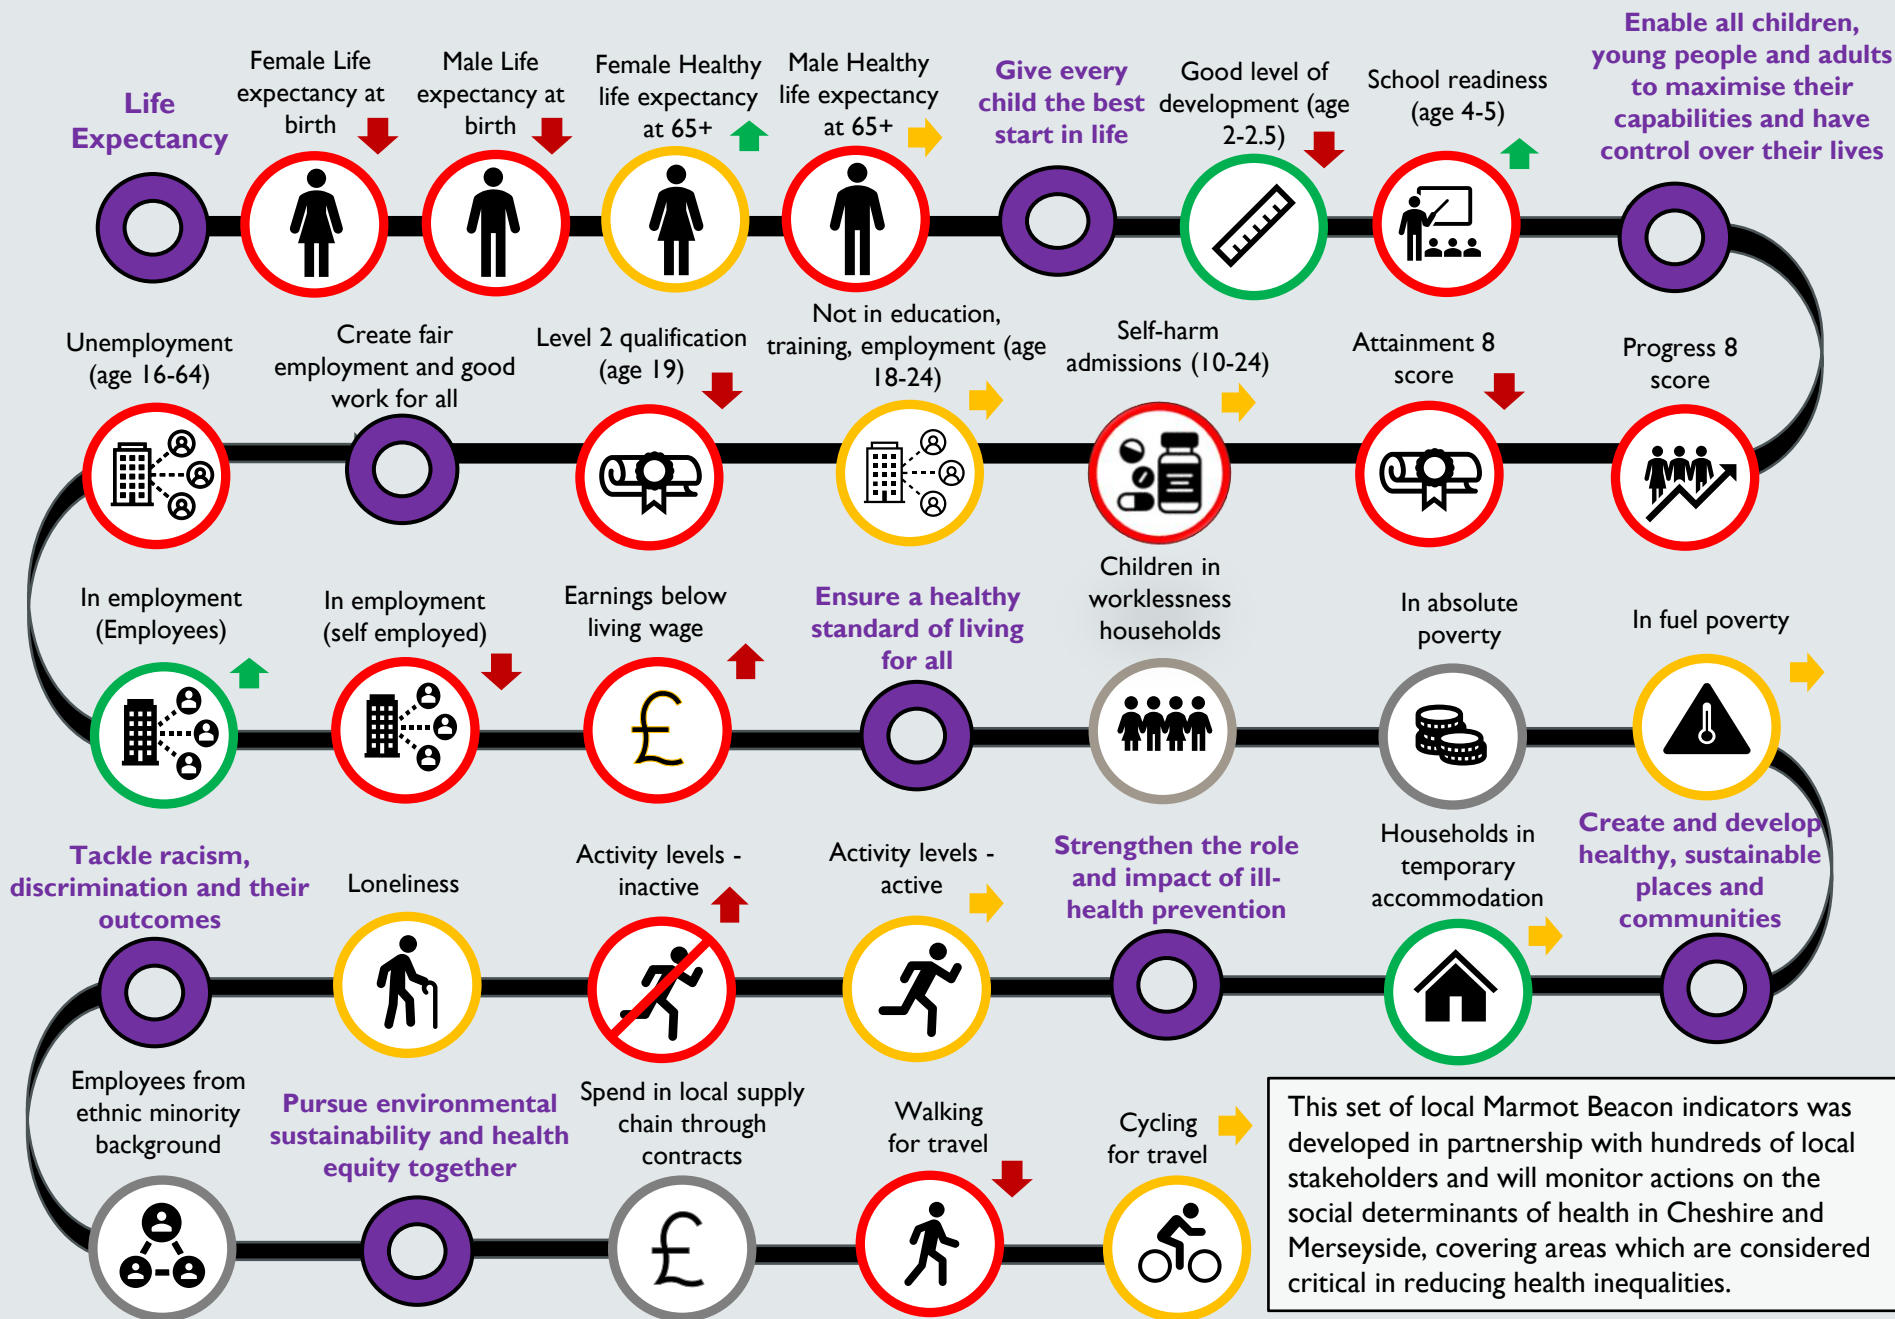 Life
Expectancy
Female Life
expectancy at
birth
Male Life
expectancy at
birth
Female Healthy
life expectancy
at 65+
Male Healthy
life expectancy
at 65+
Give every
child the best
start in life
Good level of
development (age
2-2.5)
School readiness
(age 4-5)
Enable all children,
young people and adults
to maximise their
capabilities and have
control over their lives
Unemployment
(age 16-64)
Create fair
employment and good
work for all
Level 2 qualification
(age 19)
Not in education,
training, employment (age
18-24)
Self-harm
admissions (10-24)
Attainment 8
score
Progress 8
score
In employment
(Employees)
In employment
(self employed)
Earnings below
living wage
£
Ensure a healthy
standard of living
for all
Children in
worklessness
households
In absolute
poverty
In fuel poverty
Tackle racism,
discrimination and their
outcomes
Loneliness
Activity levels -
inactive
Activity levels -
active
Strengthen the role
and impact of ill-
health prevention
Households in
temporary
accommodation
Create and develop
healthy, sustainable
places and
communities
Employees from
ethnic minority
background
Pursue environmental
sustainability and health
equity together
Spend in local supply
chain through
contracts
£
Walking
for travel
Cycling
for travel
This set of local Marmot Beacon indicators was
developed in partnership with hundreds of local
stakeholders and will monitor actions on the
social determinants of health in Cheshire and
Merseyside, covering areas which are considered
critical in reducing health inequalities.